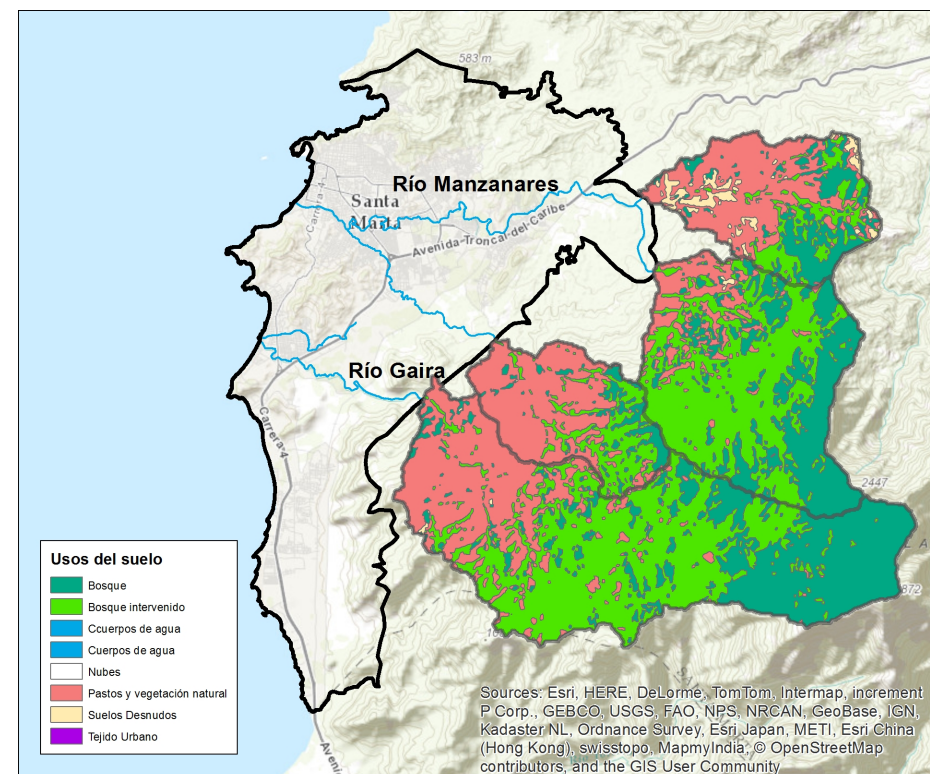 583 m
Río Manzanares
Santa
Marta
Carrera 4
Avenida Troncal del Caribe
Río Gaira
Carrera 4
2447
Usos del suelo
Bosque
Bosque intervenido
Ccuerpos de agua
Cuerpos de agua
Nubes
Pastos y vegetación natural
Suelos Desnudos
Tejido Urbano
Sources: Esri, HERE, DeLorme, TomTom, Intermap, increment
P Corp., GEBCO, USGS, FAO, NPS, NRCAN, GeoBase, IGN,
Kadaster NL, Ordnance Survey, Esri Japan, METI, Esri China
(Hong Kong), swisstopo, MapmyIndia, © OpenStreetMap
contributors, and the GIS User Community